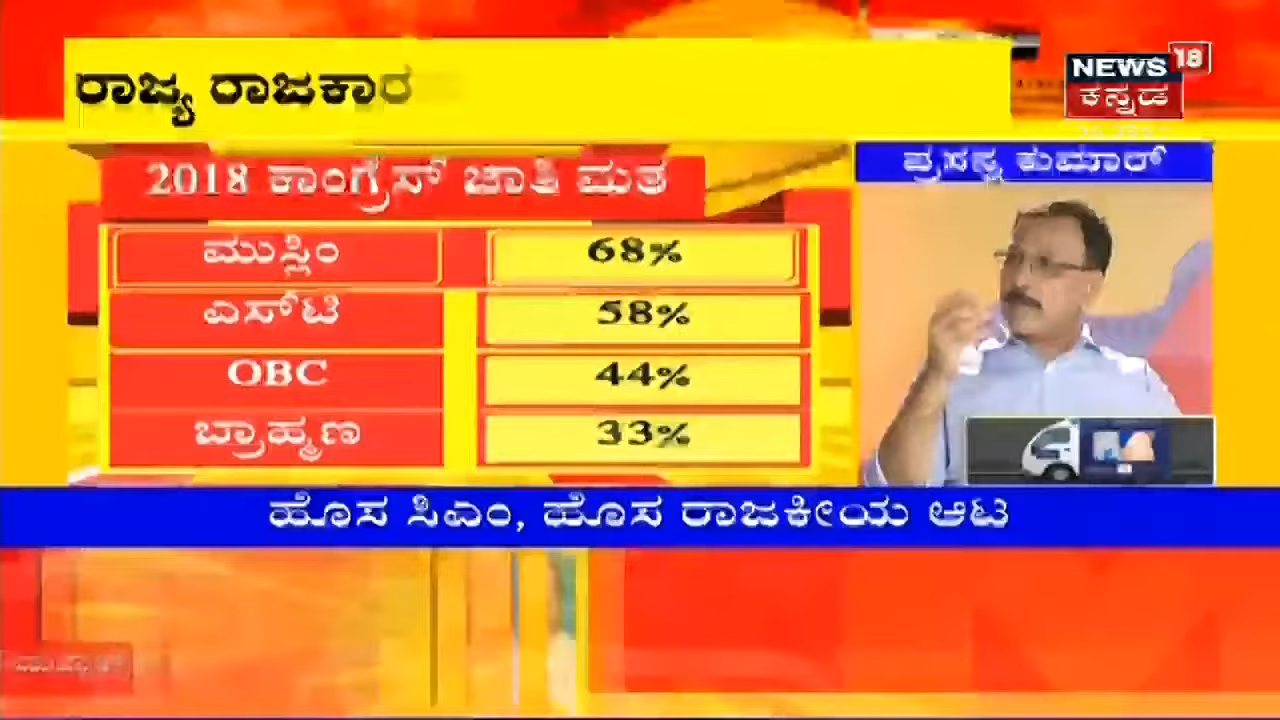 ರಾಜ್ಯ ರಾಜಕಾರ
NEWS 18
ಕನ್ನಡ
2018 ಕಾಂಗ್ರೆಸ್ ಜಾತಿ ಮತ
ಪ್ರಸನ್ನ ಕುಮಾರ್
ಮುಸ್ಲಿಂ 68%
ಎಸ್‌ಟಿ 58%
OBC 44%
ಬ್ರಾಹ್ಮಣ 33%
ಹೊಸ ಸಿಎಂ, ಹೊಸ ರಾಜಕೀಯ ಆಟ